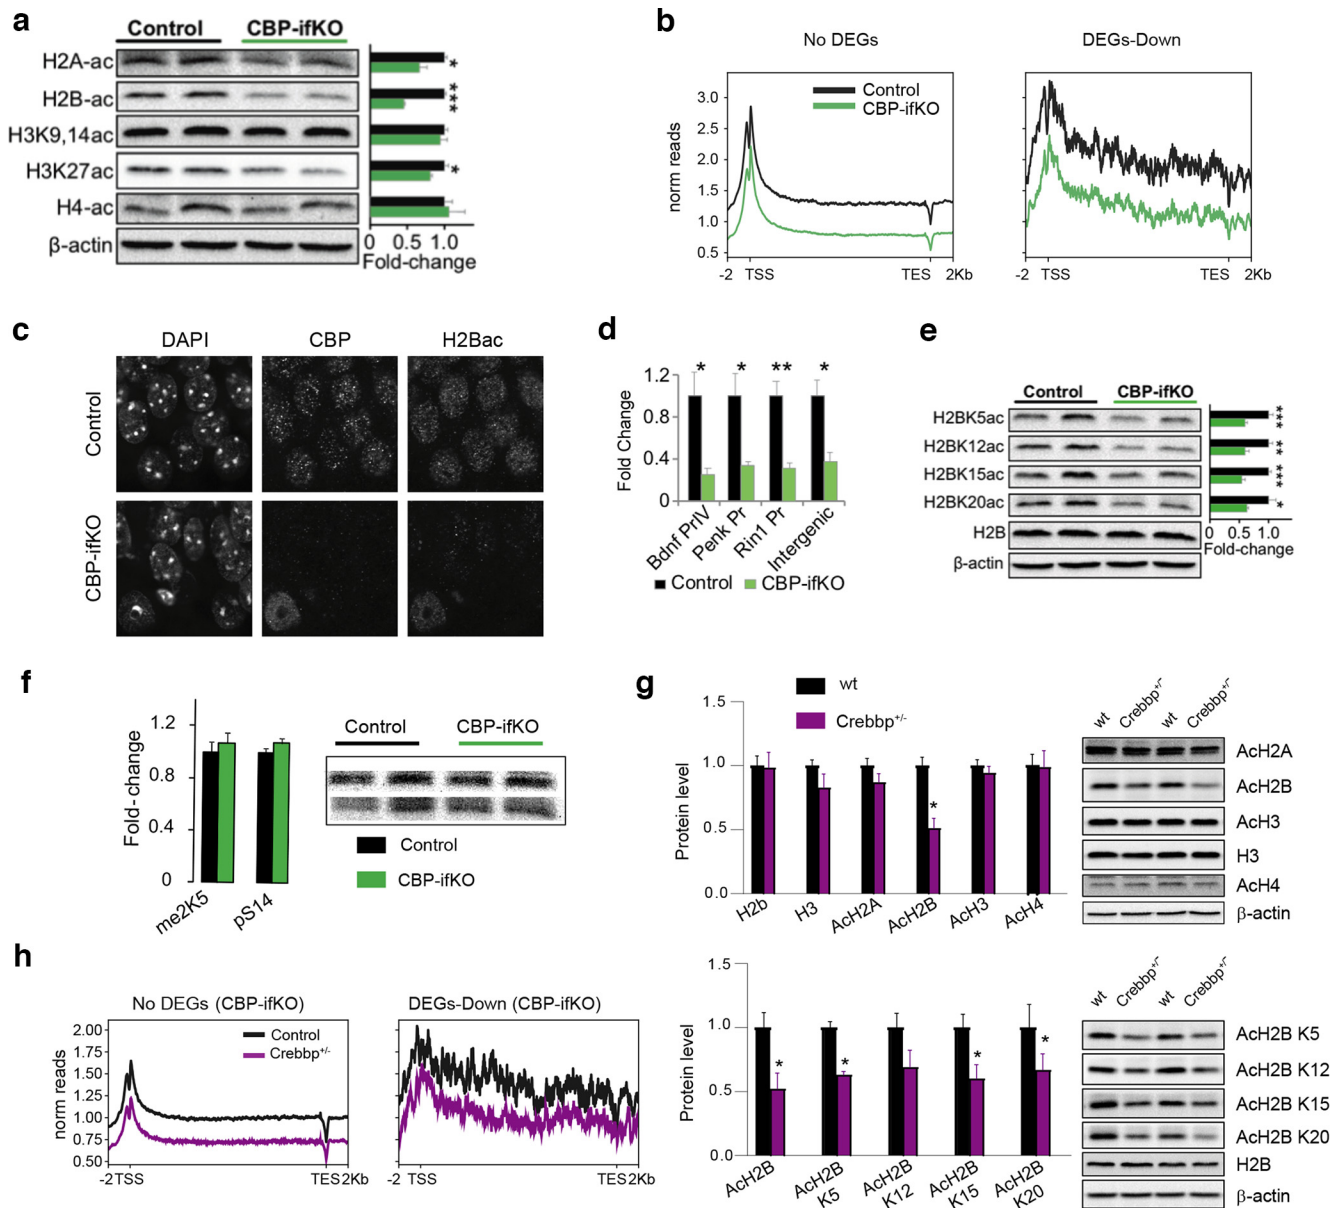 a
Control CBP-ifKO
H2A-ac
*
H2B-ac
***
H3K9,14ac
H3K27ac
*
H4-ac
β-actin
0 0.5 1.0
Fold-change
b
No DEGs
DEGs-Down
Control
CBP-ifKO
norm reads
3.0
2.5
2.0
1.5
1.0
0.5
-2 TSS TES 2Kb
-2 TSS TES 2Kb
c
DAPI CBP H2Bac
Control
CBP-ifKO
d
Fold Change
1.2
0.8
0.4
0
* * ** *
Bdnf PrIV
Penk Pr
Rin1 Pr
Intergenic
Control CBP-ifKO
e
Control CBP-ifKO
H2BK5ac
***
H2BK12ac
**
H2BK15ac
***
H2BK20ac
*
H2B
β-actin
0 1.0
Fold-change
f
Fold-change
1.2
0.8
0.4
0
me2K5
pS14
Control CBP-ifKO
Control
CBP-ifKO
g
wt
Crebbp+/-
Protein level
1.5
1.0
0.5
0.0
*
H2b
H3
AcH2A
AcH2B
AcH3
AcH4
wt Crebbp+/- wt Crebbp+/-
AcH2A
AcH2B
AcH3
H3
AcH4
β-actin
Protein level
1.5
1.0
0.5
0.0
* * * *
AcH2B
AcH2B K5
AcH2B K12
AcH2B K15
AcH2B K20
wt Crebbp+/- wt Crebbp+/-
AcH2B K5
AcH2B K12
AcH2B K15
AcH2B K20
H2B
β-actin
h
No DEGs (CBP-ifKO)
DEGs-Down (CBP-ifKO)
Control
Crebbp+/-
norm reads
2.00
1.75
1.50
1.25
1.00
0.75
0.50
-2 TSS TES 2Kb
-2 TSS TES 2Kb